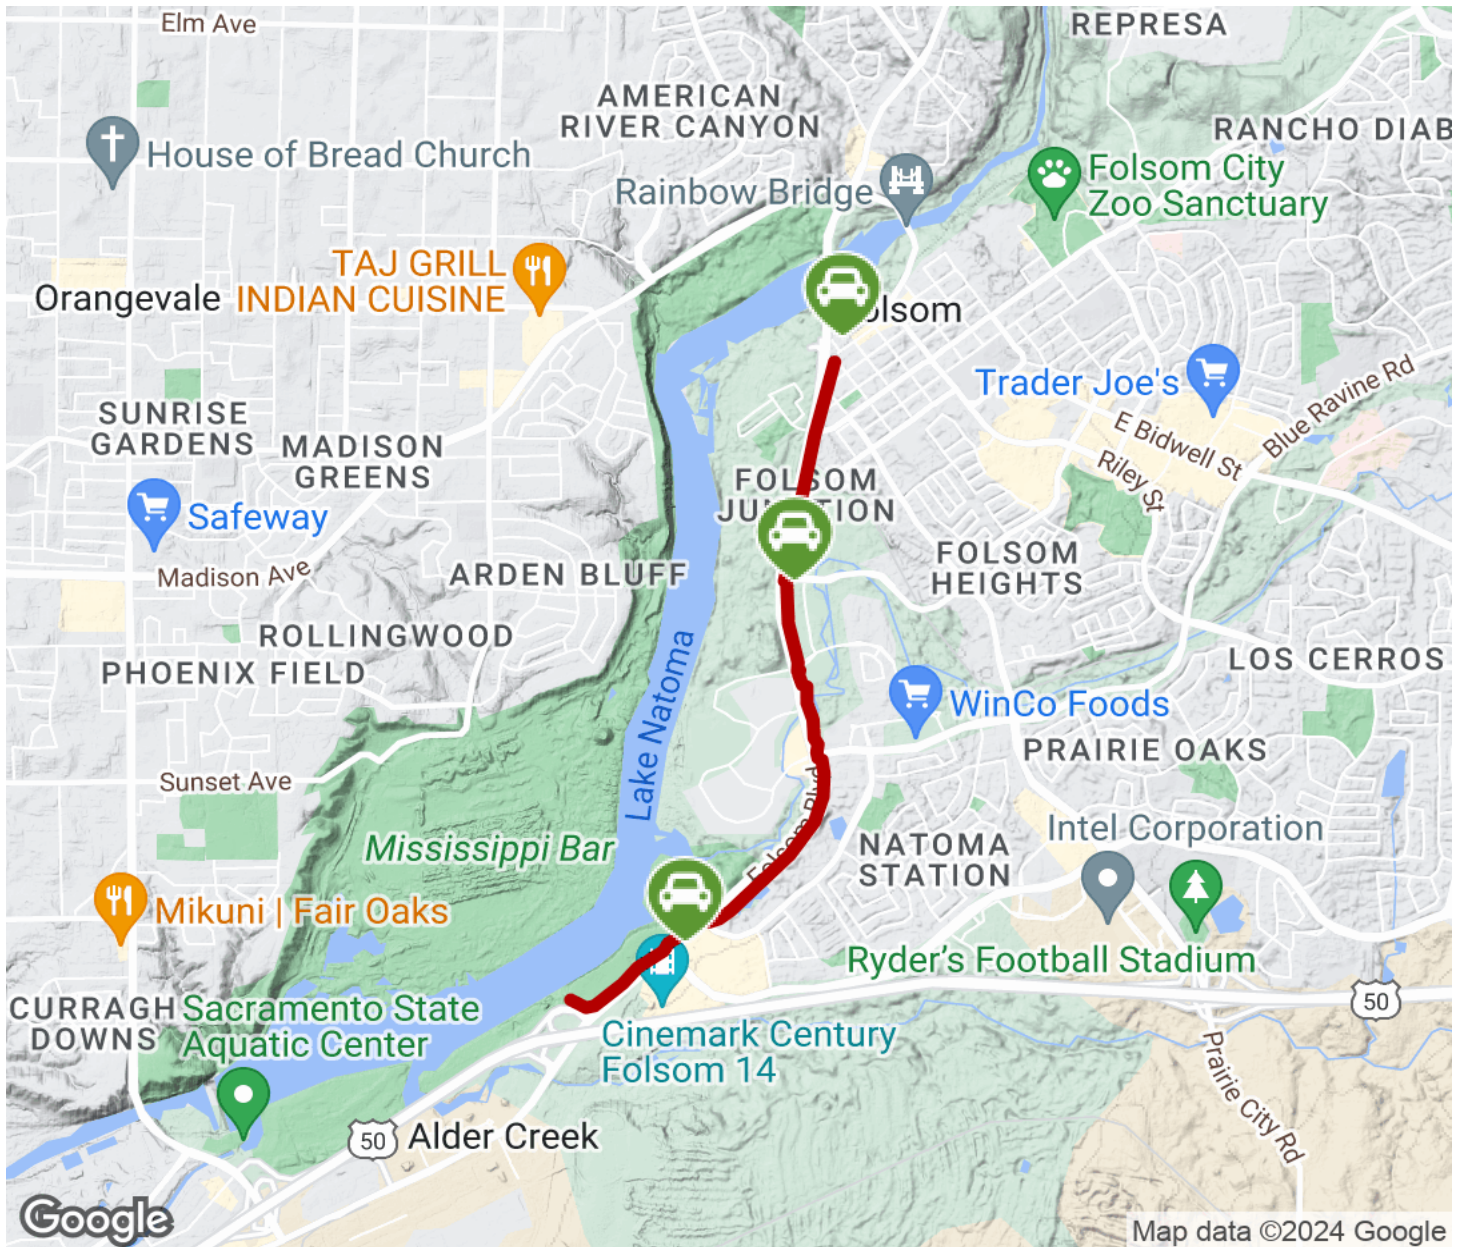 Elm Ave
REPRESA
AMERICAN
RIVER CANYON
RANCHO DIAB
House of Bread Church
Folsom City
Zoo Sanctuary
Rainbow Bridge
TAJ GRILL
INDIAN CUISINE
Orangevale
olsom
Trader Joe's
Blue Ravine Rd
E Bidwell St
Riley St
SUNRISE
GARDENS
MADISON
GREENS
FOLSOM
JUNCTION
Safeway
Madison Ave
ARDEN BLUFF
FOLSOM
HEIGHTS
ROLLINGWOOD
PHOENIX FIELD
LOS CERROS
Lake Natoma
WinCo Foods
PRAIRIE OAKS
Sunset Ave
Folsom Blvd
Mississippi Bar
NATOMA
STATION
Intel Corporation
Mikuni | Fair Oaks
Ryder’s Football Stadium
CURRAGH
DOWNS
Sacramento State
Aquatic Center
50
Cinemark Century
Folsom 14
Prairie City Rd
50
Alder Creek
Google
Map data ©2024 Google